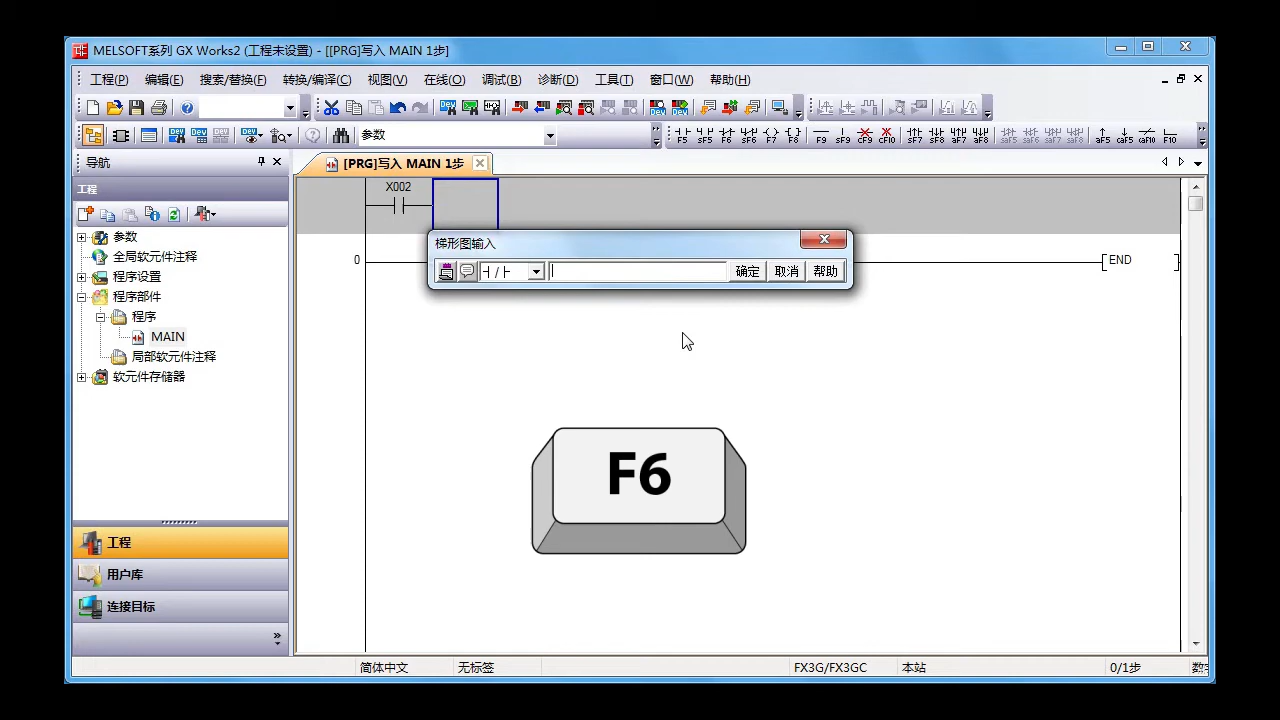 MELSOFT系列 GX Works2 (工程未设置) - [[PRG]写入 MAIN 1步]
工程(P) 编辑(E) 搜索/替换(F) 转换/编译(C) 视图(V) 在线(O) 调试(B) 诊断(D) 工具(T) 窗口(W) 帮助(H)
参数
F5 sF5 F6 sF6 F7 F8 F9 sF9 cF9 cF10 sF7 sF8 aF7 aF8 saF5 saF6 saF7 saF8 aF5 caF5 caF10 F10
导航
[PRG]写入 MAIN 1步
工程
X002
参数
全局软元件注释
程序设置
程序部件
程序
MAIN
局部软元件注释
软元件存储器
梯形图输入
确定 取消 帮助
0
END
F6
工程
用户库
连接目标
简体中文 无标签 FX3G/FX3GC 本站 0/1步